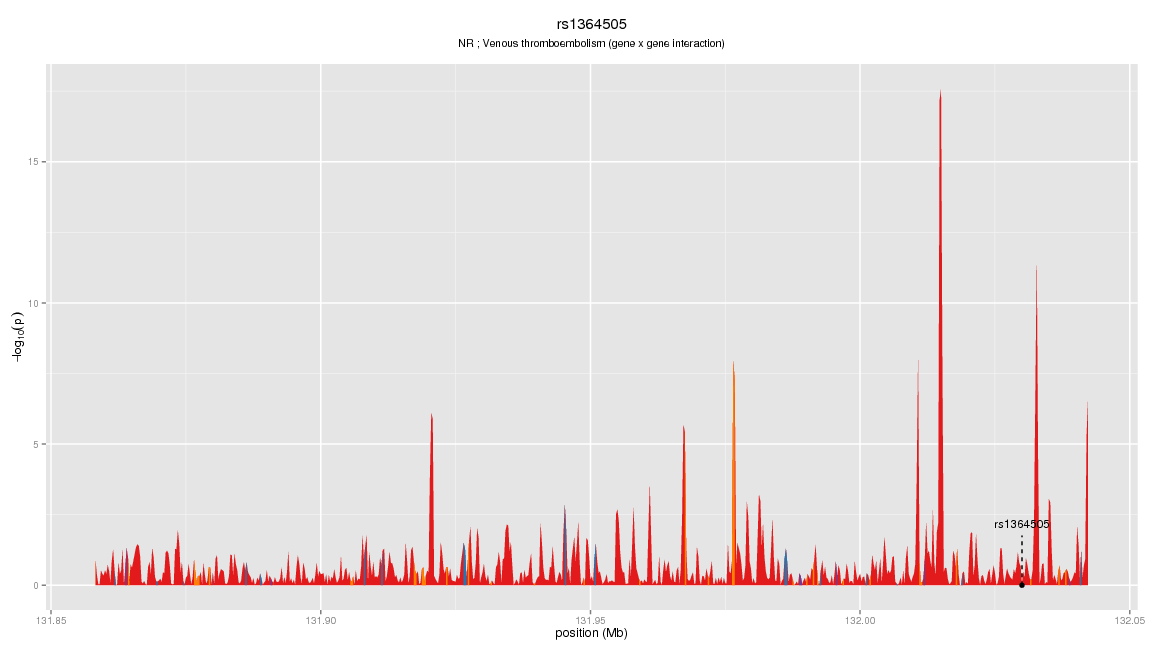 rs1364505
NR ; Venous thromboembolism (gene x gene interaction)
−log10(p)
15
10
5
0
rs1364505
131.85
131.90
131.95
132.00
132.05
position (Mb)